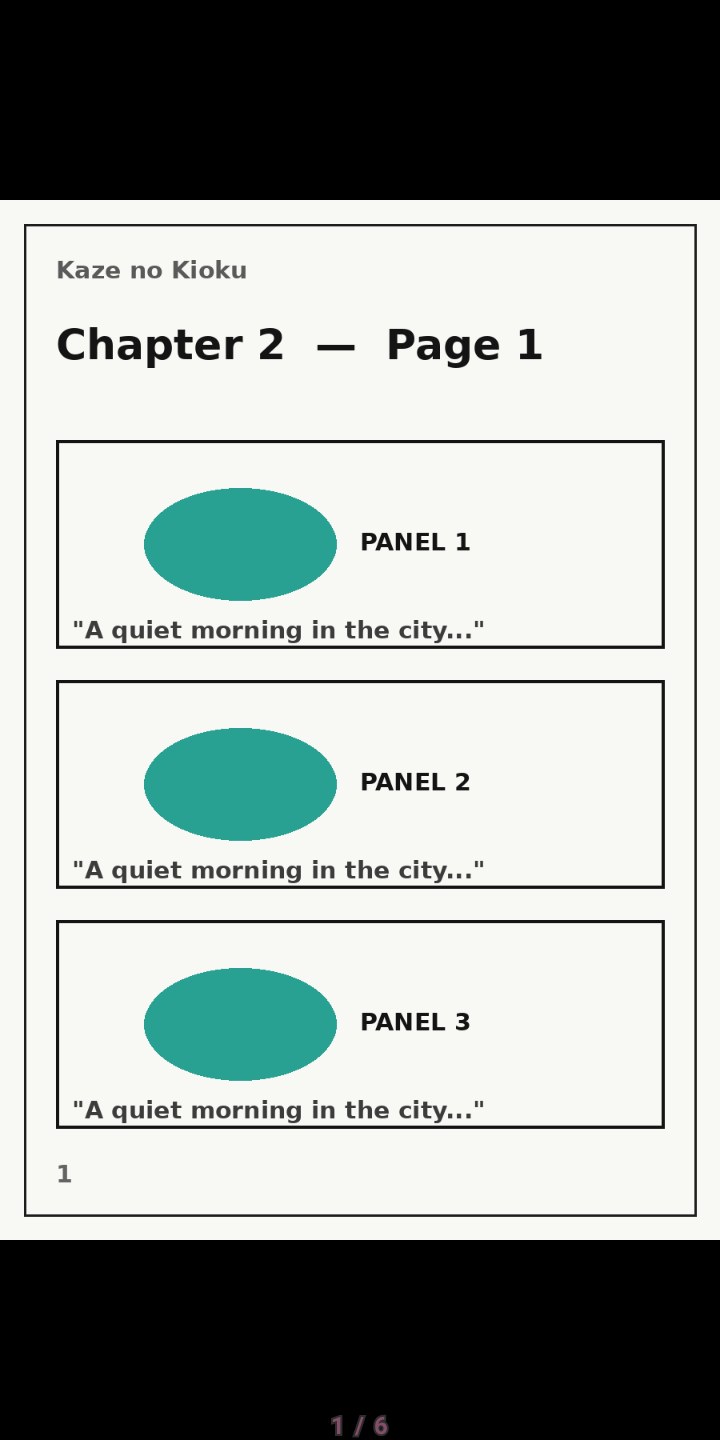 Kaze no Kioku
Chapter 2 — Page 1
PANEL 1
"A quiet morning in the city..."
PANEL 2
"A quiet morning in the city..."
PANEL 3
"A quiet morning in the city..."
1
1 / 6